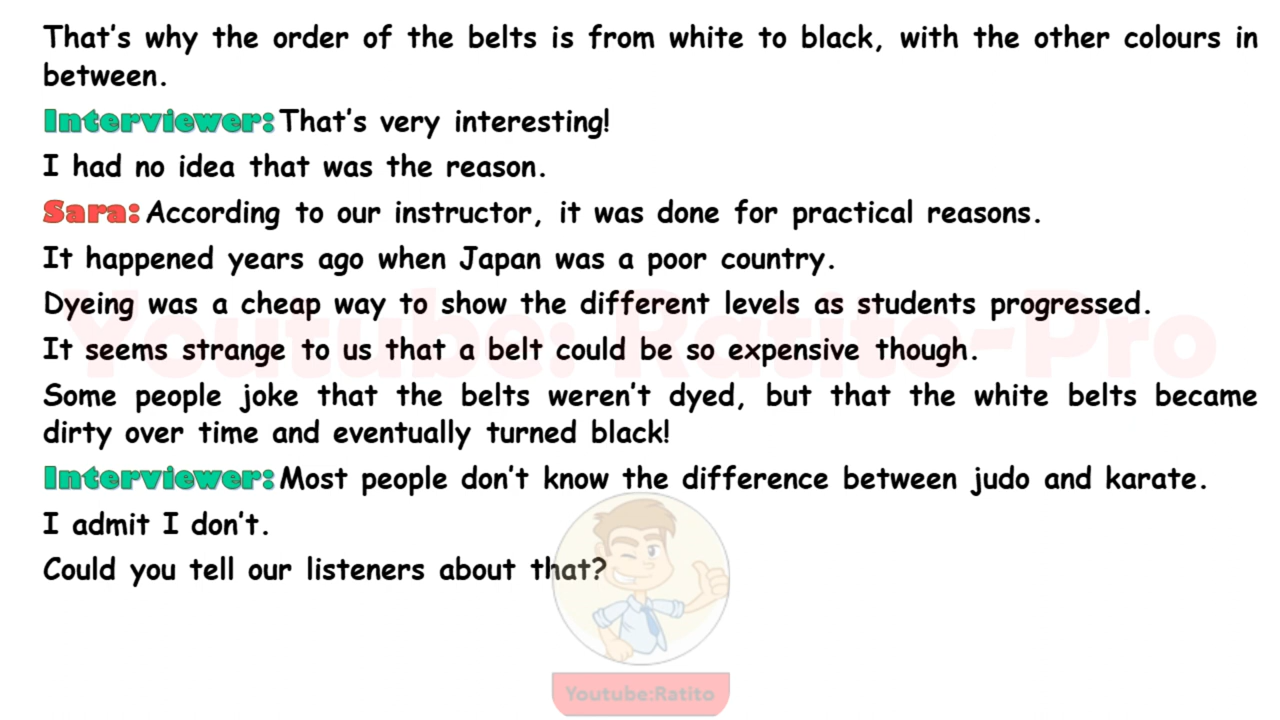 That's why the order of the belts is from white to black, with the other colours in
between.
Interviewer: That's very interesting!
I had no idea that was the reason.
Sara: According to our instructor, it was done for practical reasons.
It happened years ago when Japan was a poor country.
Dyeing was a cheap way to show the different levels as students progressed.
Youtube: Ratito-Pro
It seems strange to us that a belt could be so expensive though.
Some people joke that the belts weren't dyed, but that the white belts became
dirty over time and eventually turned black!
Interviewer: Most people don't know the difference between judo and karate.
I admit I don't.
Could you tell our listeners about that?
Youtube:Ratito